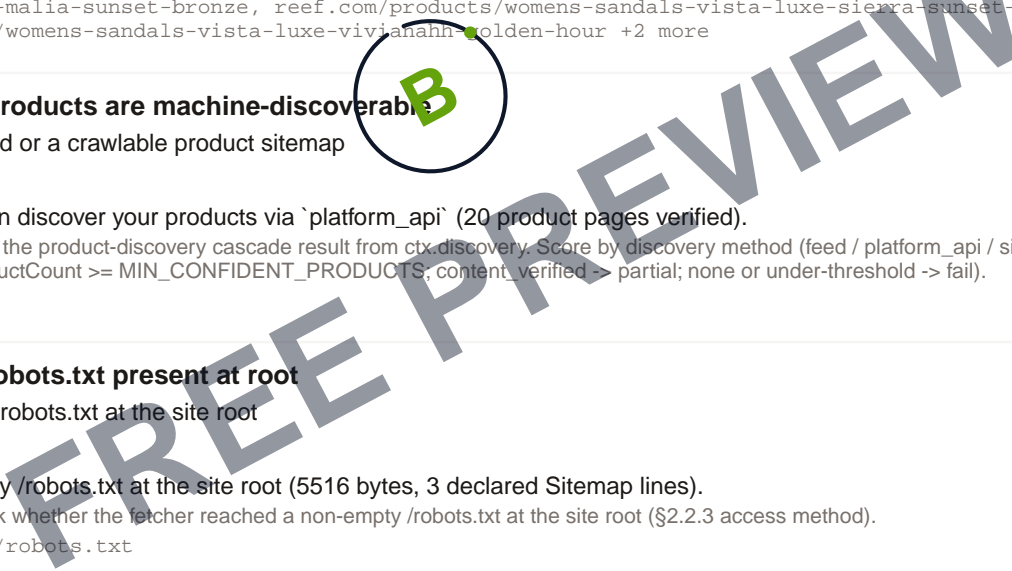 -malia-sunset-bronze, reef.com/products/womens-sandals-vista-luxe-sierra-sunset-
/womens-sandals-vista-luxe-vivianahh-golden-hour +2 more
B
roducts are machine-discoverable
d or a crawlable product sitemap
n discover your products via `platform_api` (20 product pages verified).
the product-discovery cascade result from ctx.discovery. Score by discovery method (feed / platform_api / si
uctCount >= MIN_CONFIDENT_PRODUCTS; content_verified -> partial; none or under-threshold -> fail).
FREE PREVIEW
obots.txt present at root
robots.txt at the site root
y /robots.txt at the site root (5516 bytes, 3 declared Sitemap lines).
k whether the fetcher reached a non-empty /robots.txt at the site root (§2.2.3 access method).
/robots.txt